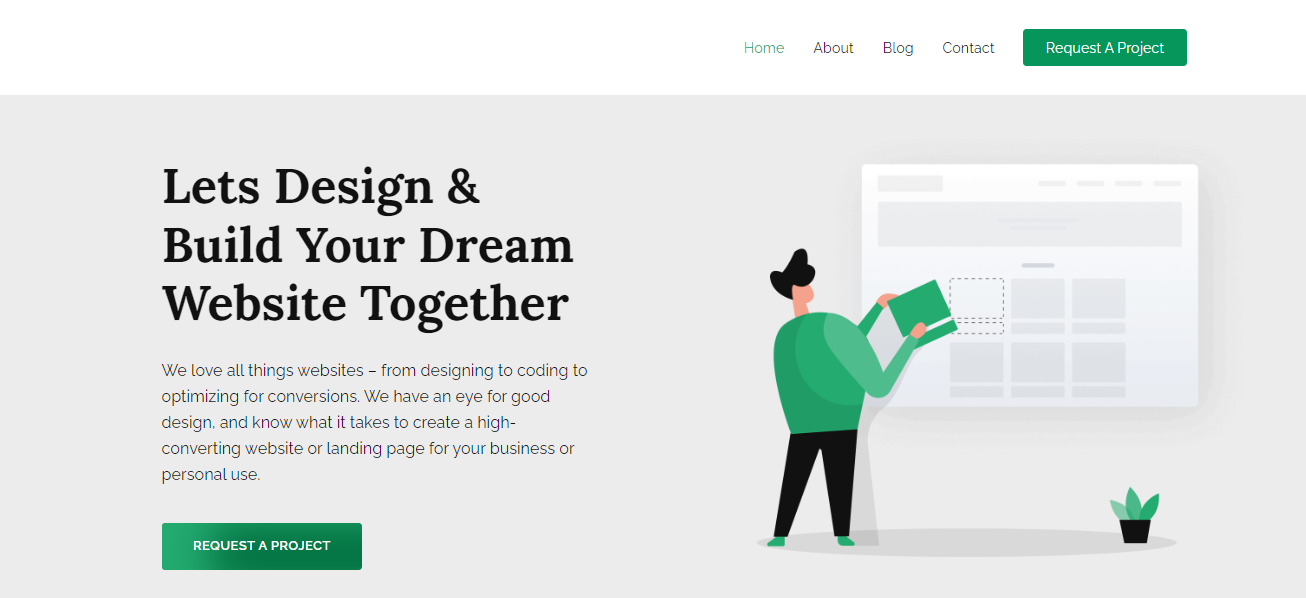 Home
About
Blog
Contact
Request A Project
Lets Design &
Build Your Dream
Website Together
We love all things websites – from designing to coding to
optimizing for conversions. We have an eye for good
design, and know what it takes to create a high-
converting website or landing page for your business or
personal use.
REQUEST A PROJECT